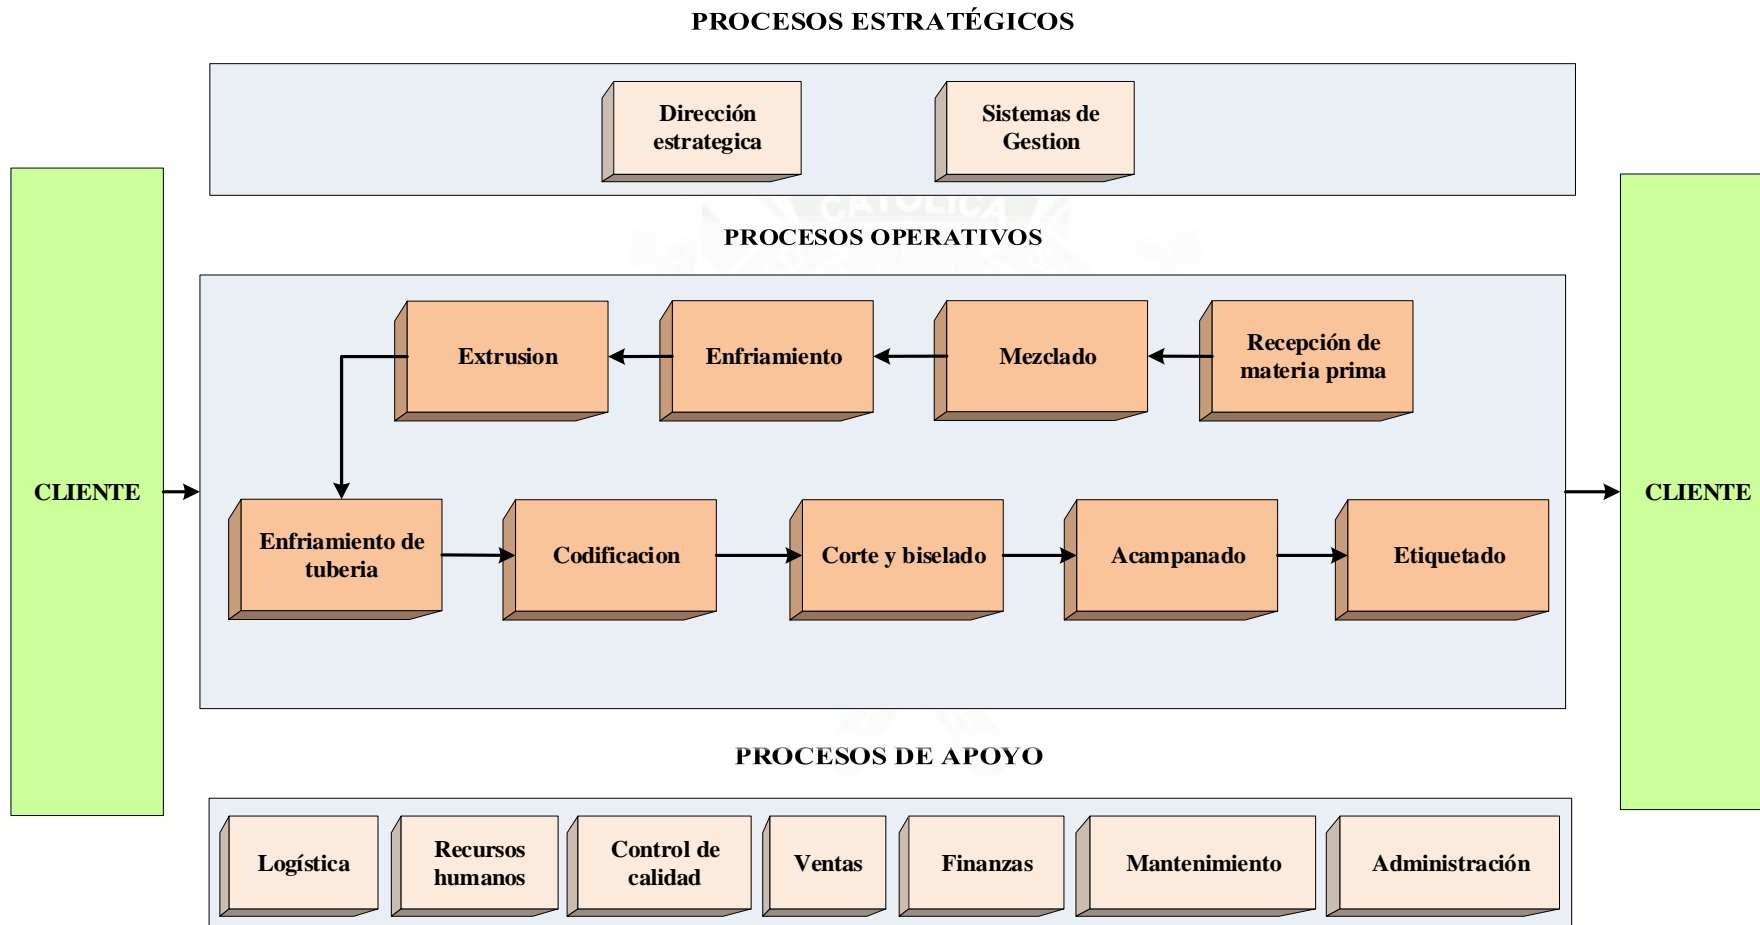 PROCESOS ESTRATÉGICOS
Dirección
estrategica
Sistemas de
Gestion
CATOLICA
PROCESOS OPERATIVOS
Extrusion
Enfriamiento
Mezclado
Recepción de
materia prima
CLIENTE
CLIENTE
Enfriamiento de
tuberia
Codificacion
Corte y biselado
Acampanado
Etiquetado
PROCESOS DE APOYO
Logística
Recursos
humanos
Control de
calidad
Ventas
Finanzas
Mantenimiento
Administración